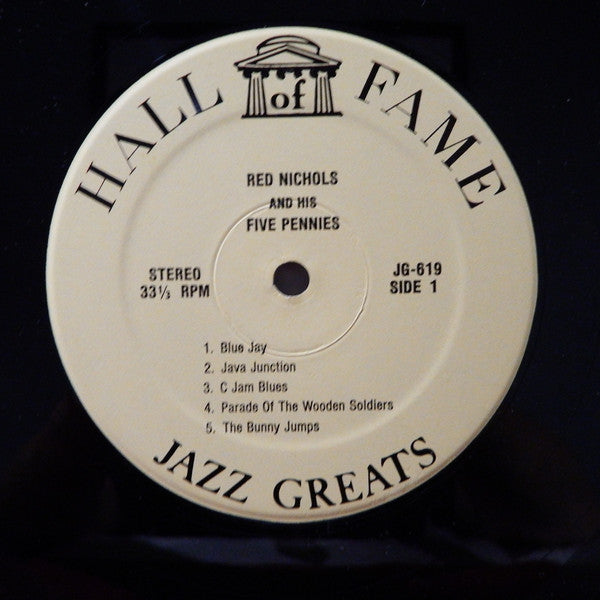 HALL of FAME
RED NICHOLS
AND HIS
FIVE PENNIES
STEREO
33⅓ RPM
JG-619
SIDE 1
1. Blue Jay
2. Java Junction
3. C Jam Blues
4. Parade Of The Wooden Soldiers
5. The Bunny Jumps
JAZZ GREATS